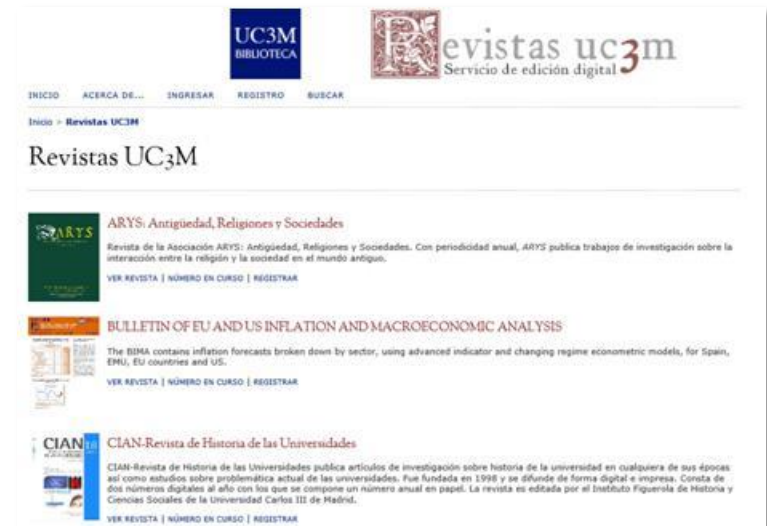 UC3M
BIBLIOTECA
Revistas uc3m
Servicio de edición digital
INICIO ACERCA DE... INGRESAR REGISTRO BUSCAR
Inicio > Revistas UC3M
Revistas UC3M
ARYS
ARYS: Antigüedad, Religiones y Sociedades
Revista de la Asociación ARYS: Antigüedad, Religiones y Sociedades. Con periodicidad anual, ARYS publica trabajos de investigación sobre la
interacción entre la religión y la sociedad en el mundo antiguo.
VER REVISTA | NÚMERO EN CURSO | REGISTRAR
BULLETIN OF EU AND US INFLATION AND MACROECONOMIC ANALYSIS
The BIMA contains inflation forecasts broken down by sector, using advanced indicator and changing regime econometric models, for Spain,
EMU, EU countries and US.
VER REVISTA | NÚMERO EN CURSO | REGISTRAR
CIAN
CIAN-Revista de Historia de las Universidades
CIAN-Revista de Historia de las Universidades publica artículos de investigación sobre historia de la universidad en cualquiera de sus épocas
así como estudios sobre problemática actual de las universidades. Fue fundada en 1998 y se difunde de forma digital e impresa. Consta de
dos números digitales al año con los que se compone un número anual en papel. La revista es editada por el Instituto Figuerola de Historia y
Ciencias Sociales de la Universidad Carlos III de Madrid.
VER REVISTA | NÚMERO EN CURSO | REGISTRAR